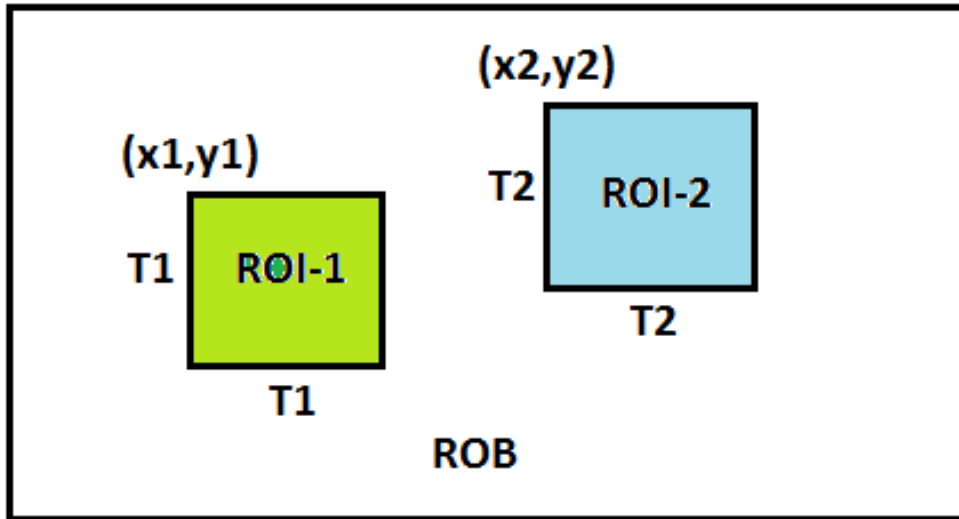 (x2,y2)
(x1,y1)
T2
ROI-2
T1
ROI-1
T2
T1
ROB